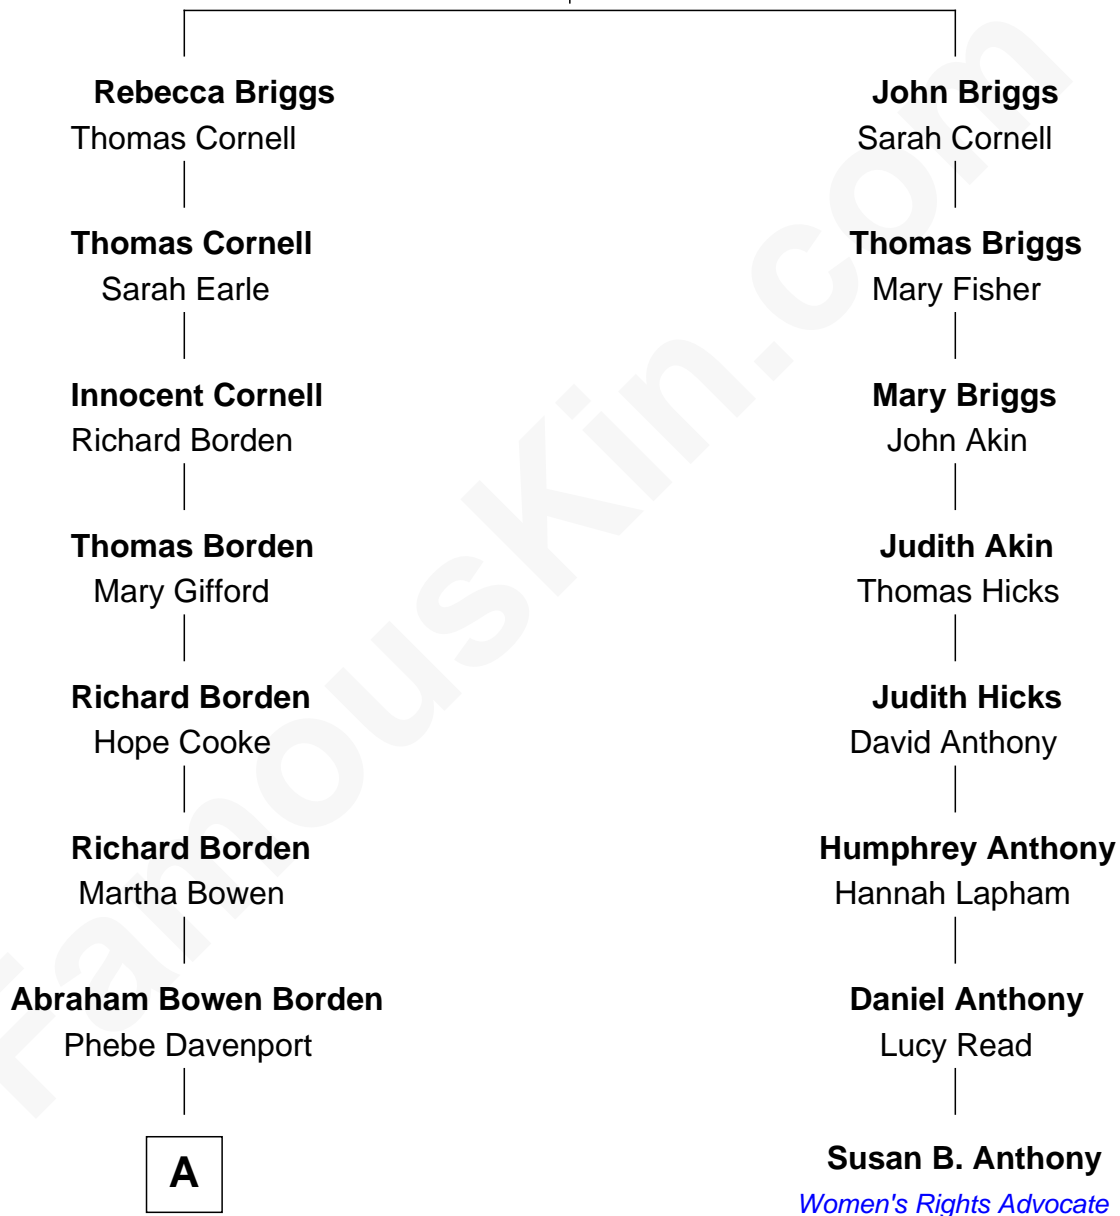 Rebecca Briggs
Thomas Cornell
Thomas Cornell
Sarah Earle
Innocent Cornell
Richard Borden
Thomas Borden
Mary Gifford
Richard Borden
Hope Cooke
Richard Borden
Martha Bowen
Abraham Bowen Borden
Phebe Davenport
A
John Briggs
Sarah Cornell
Thomas Briggs
Mary Fisher
Mary Briggs
John Akin
Judith Akin
Thomas Hicks
Judith Hicks
David Anthony
Humphrey Anthony
Hannah Lapham
Daniel Anthony
Lucy Read
Susan B. Anthony
Women's Rights Advocate
FamousKin.com